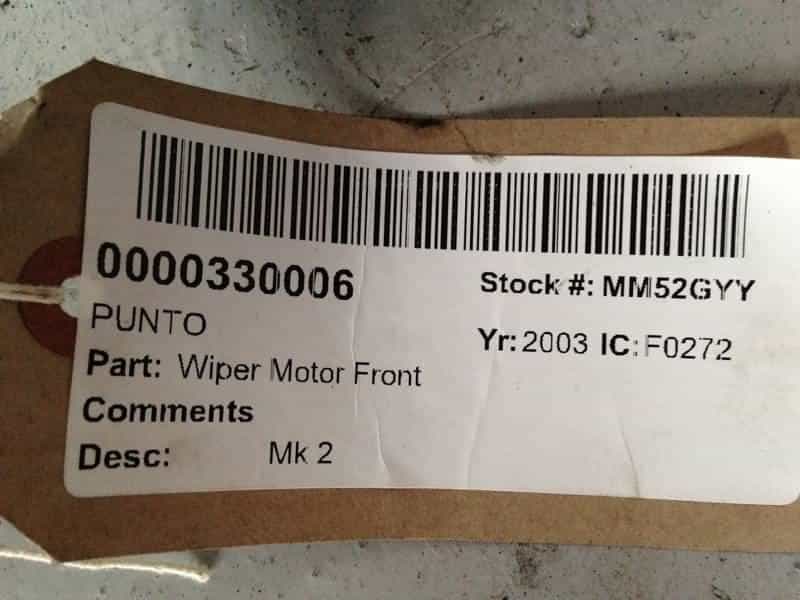 0000330006 Stock #: MM52GYY
PUNTO
Yr: 2003 IC: F0272
Part: Wiper Motor Front
Comments
Desc: Mk 2